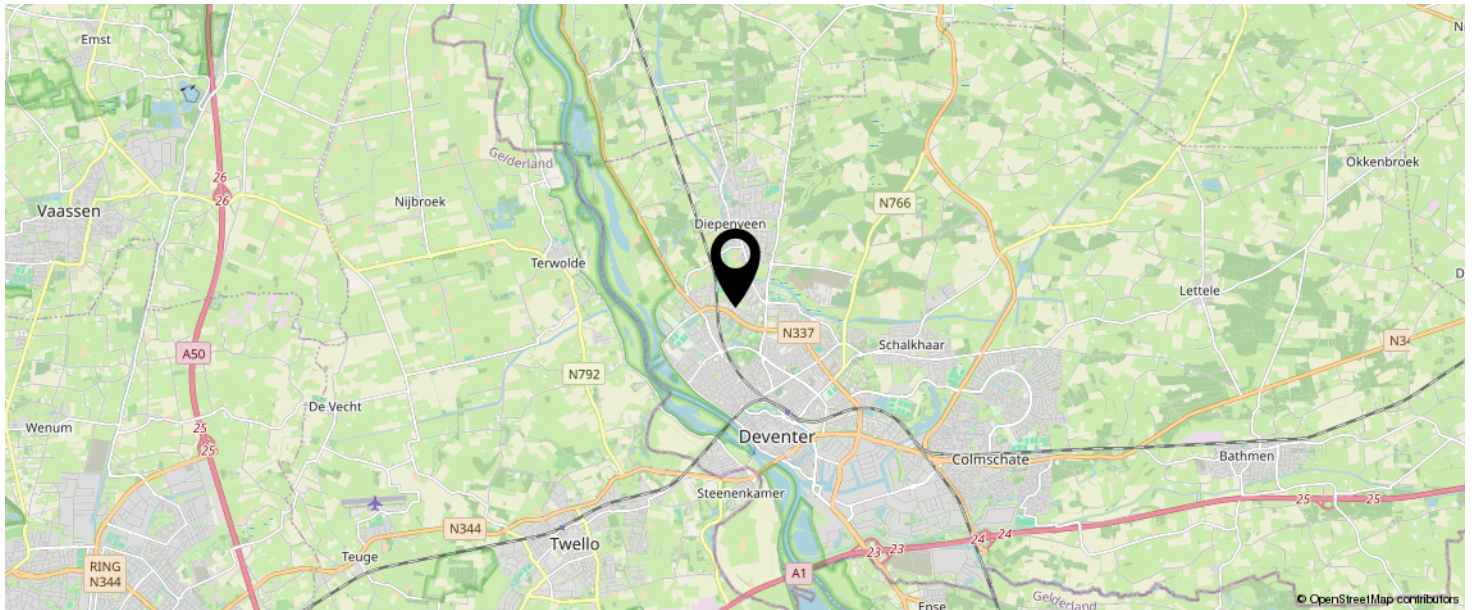 Emst
Gelderland
Okkenbroek
26
26
Vaassen
Nijbroek
N766
Diepenveen
Terwolde
Lettele
N337
Schalkhaar
A50
N792
De Vecht
Wenum
25
25
Deventer
Colmschate
Bathmen
Steenenkamer
25
25
N344
Twello
Teuge
24
24
23
23
RING
N344
A1
Gelderland
Epse
© OpenStreetMap contributors